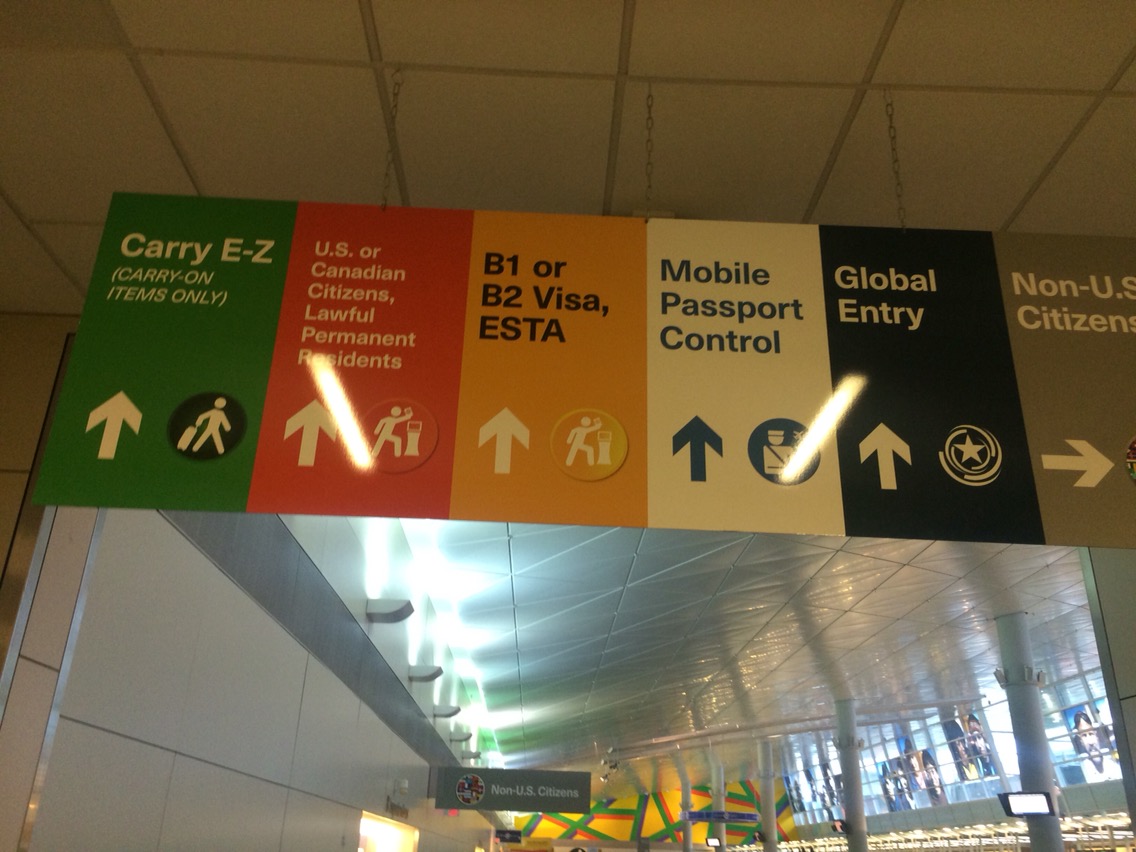 Carry E-Z
(CARRY-ON
ITEMS ONLY)
U.S. or
Canadian
Citizens,
Lawful
Permanent
Residents
B1 or
B2 Visa,
ESTA
Mobile
Passport
Control
Global
Entry
Non-U.S
Citizens
Non-U.S. Citizens